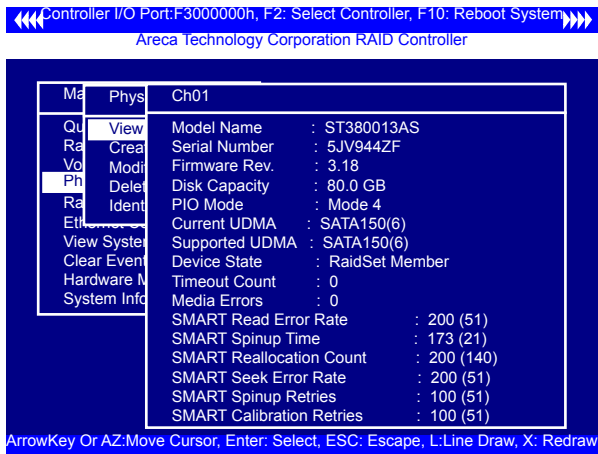 Controller I/O Port:F3000000h, F2: Select Controller, F10: Reboot System
Areca Technology Corporation RAID Controller
Ma
Phys
Ch01
Qu
Ra
Vo
Ph
Ra
Ethernet Co
View Syster
Clear Event
Hardware M
System Info
View
Creat
Modi
Delet
Ident
Model Name : ST380013AS
Serial Number : 5JV944ZF
Firmware Rev. : 3.18
Disk Capacity : 80.0 GB
PIO Mode : Mode 4
Current UDMA : SATA150(6)
Supported UDMA : SATA150(6)
Device State : RaidSet Member
Timeout Count : 0
Media Errors : 0
SMART Read Error Rate : 200 (51)
SMART Spinup Time : 173 (21)
SMART Reallocation Count : 200 (140)
SMART Seek Error Rate : 200 (51)
SMART Spinup Retries : 100 (51)
SMART Calibration Retries : 100 (51)
ArrowKey Or AZ:Move Cursor, Enter: Select, ESC: Escape, L:Line Draw, X: Redraw